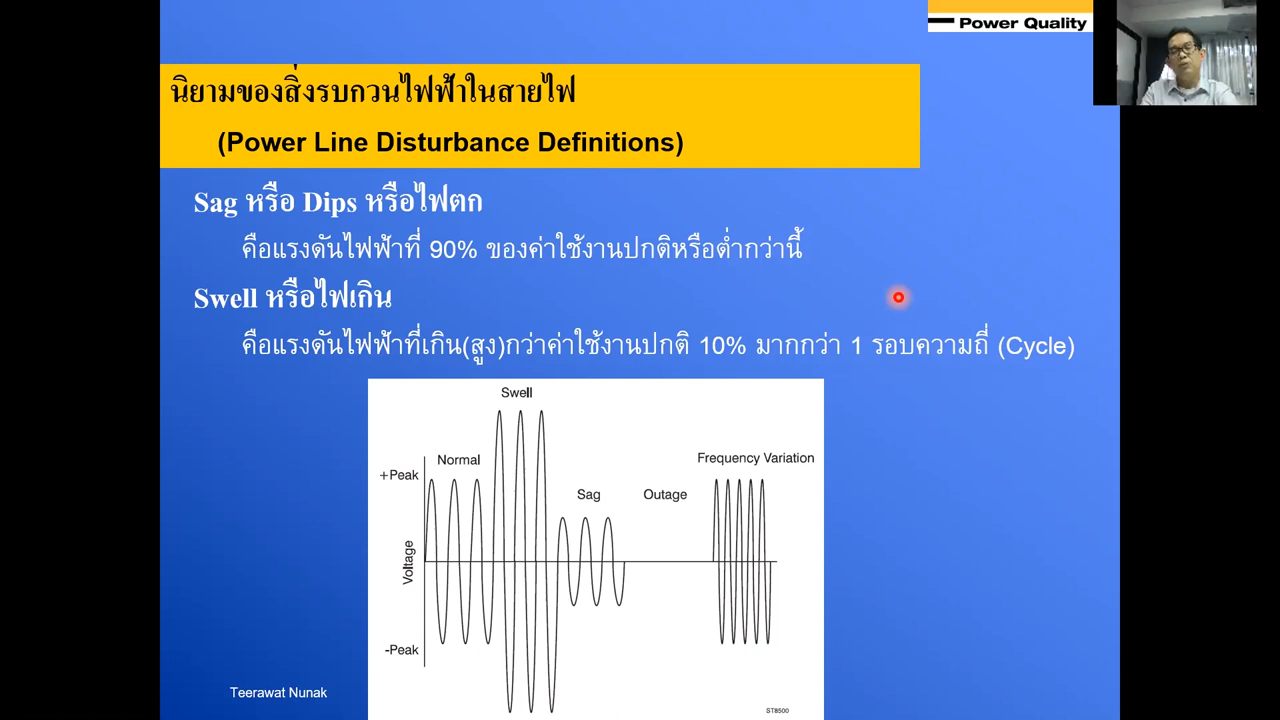 Power Quality
นิยามของสิ่งรบกวนไฟฟ้าในสายไฟ
(Power Line Disturbance Definitions)
Sag หรือ Dips หรือไฟตก
คือแรงดันไฟฟ้าที่ 90% ของค่าใช้งานปกติหรือต่ำกว่านี้
Swell หรือไฟเกิน
คือแรงดันไฟฟ้าที่เกิน(สูง)กว่าค่าใช้งานปกติ 10% มากกว่า 1 รอบความถี่ (Cycle)
Swell
Normal
Frequency Variation
+Peak
Sag
Outage
Voltage
-Peak
Teerawat Nunak
ST8500